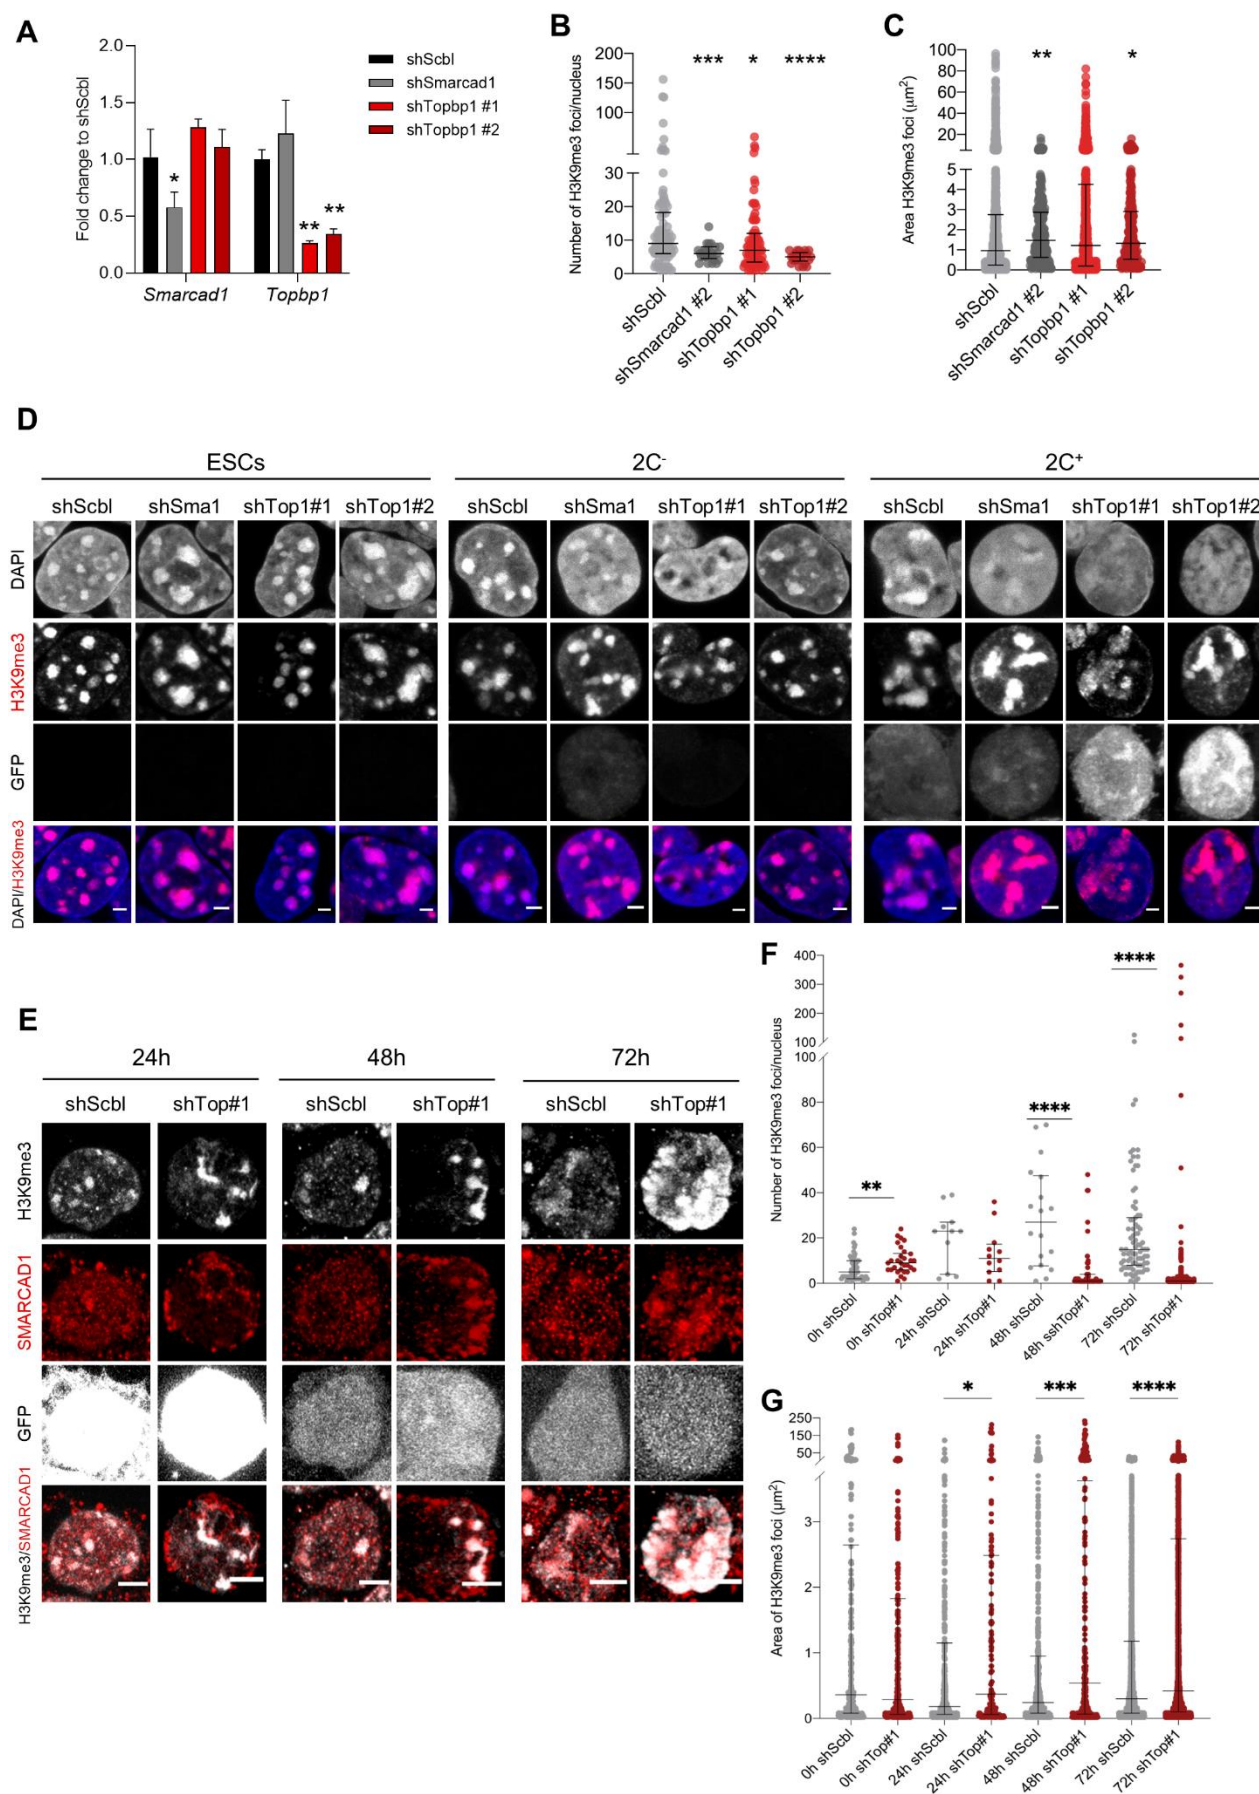 A
2.0
1.5
1.0
0.5
0.0
Fold change to shScbl
*
**
**
Smarcad1
Topbp1
shScbl
shSmarcad1
shTopbp1 #1
shTopbp1 #2
B
Number of H3K9me3 foci/nucleus
200
150
100
30
20
10
0
***
*
****
shScbl
shSmarcad1 #2
shTopbp1 #1
shTopbp1 #2
C
Area H3K9me3 foci (μm²)
100
80
60
40
20
5
4
3
2
1
0
**
*
shScbl
shSmarcad1 #2
shTopbp1 #1
shTopbp1 #2
D
ESCs
2C⁻
2C⁺
shScbl shSma1 shTop1#1 shTop1#2 shScbl shSma1 shTop1#1 shTop1#2 shScbl shSma1 shTop1#1 shTop1#2
DAPI
H3K9me3
GFP
DAPI/H3K9me3
E
24h
48h
72h
shScbl shTop#1 shScbl shTop#1 shScbl shTop#1
H3K9me3
SMARCAD1
GFP
H3K9me3/SMARCAD1
F
Number of H3K9me3 foci/nucleus
400
300
200
100
100
80
60
40
20
0
**
****
****
0h shScbl
0h shTop#1
24h shScbl
24h shTop#1
48h shScbl
48h sshTop#1
72h shScbl
72h shTop#1
G
Area of H3K9me3 foci (μm²)
250
150
50
3
2
1
0
*
***
****
0h shScbl
0h shTop#1
24h shScbl
24h shTop#1
48h shScbl
48h shTop#1
72h shScbl
72h shTop#1